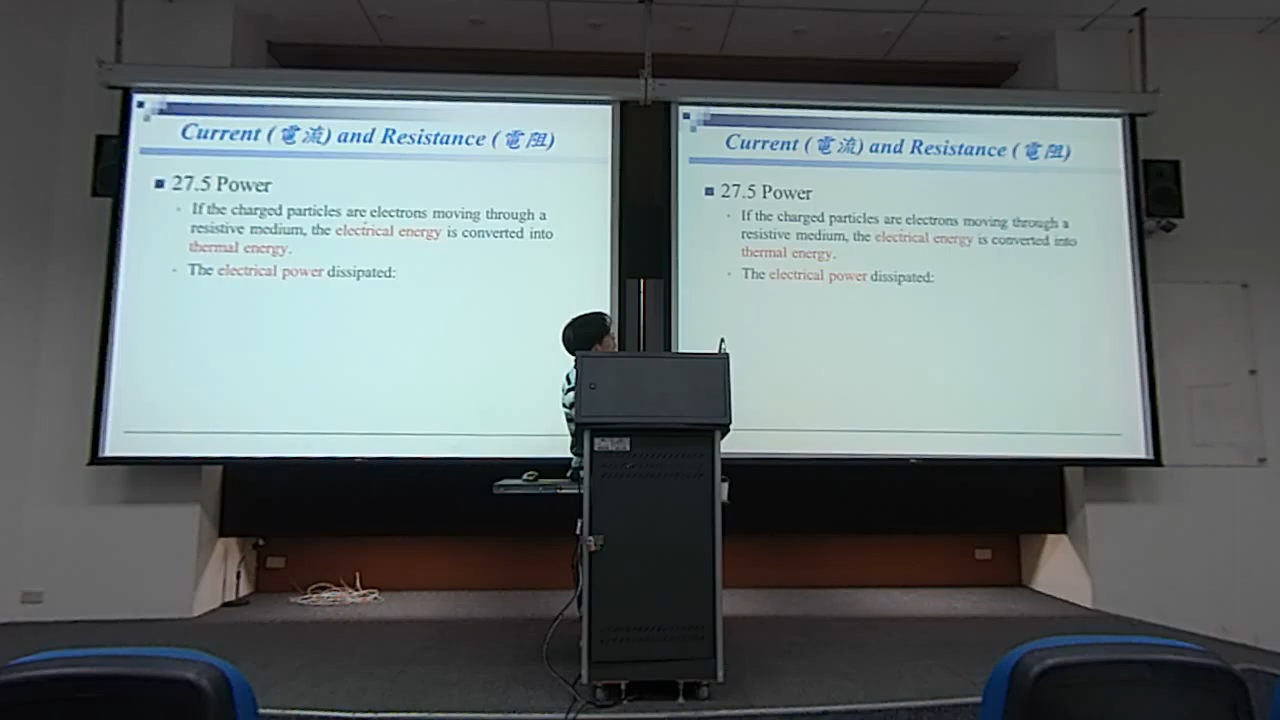 Current (電流) and Resistance (電阻)
27.5 Power
If the charged particles are electrons moving through a
resistive medium, the electrical energy is converted into
thermal energy.
The electrical power dissipated:
Current (電流) and Resistance (電阻)
27.5 Power
If the charged particles are electrons moving through a
resistive medium, the electrical energy is converted into
thermal energy.
The electrical power dissipated: